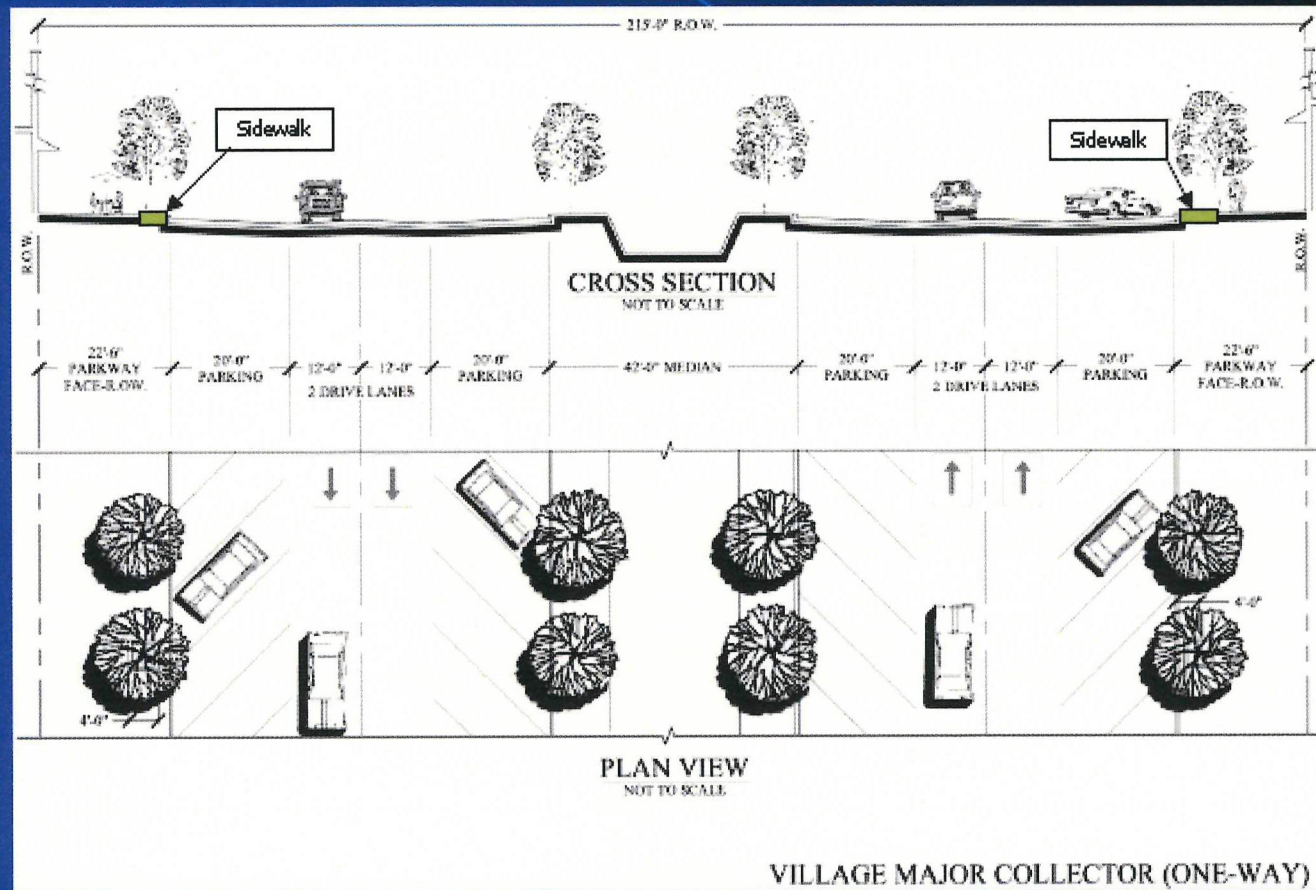 215'-0" R.O.W.
Sidewalk
Sidewalk
R.O.W.
R.O.W.
CROSS SECTION
NOT TO SCALE
22'-6"
PARKWAY
FACE-R.O.W.
20'-0"
PARKING
12'-0"
12'-0"
2 DRIVE LANES
20'-0"
PARKING
42'-0" MEDIAN
20'-0"
PARKING
12'-0"
12'-0"
2 DRIVE LANES
20'-0"
PARKING
22'-6"
PARKWAY
FACE-R.O.W.
4'-0"
4'-0"
PLAN VIEW
NOT TO SCALE
VILLAGE MAJOR COLLECTOR (ONE-WAY)